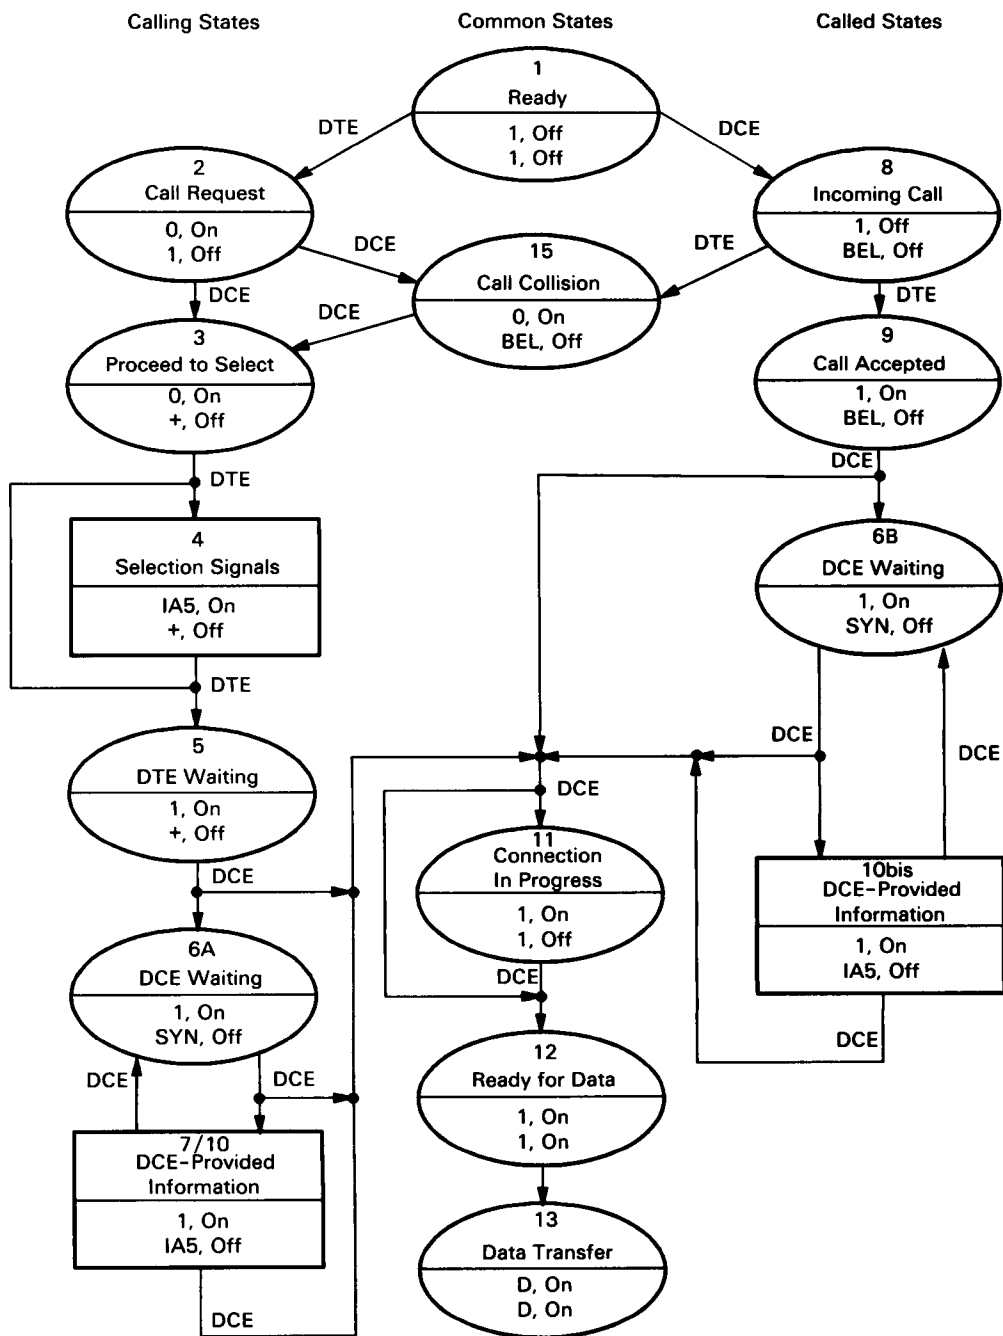 Calling States
Common States
Called States
1
Ready
1, Off
1, Off
DTE
DCE
2
Call Request
0, On
1, Off
8
Incoming Call
1, Off
BEL, Off
DCE
DTE
15
Call Collision
0, On
BEL, Off
DCE
DCE
DTE
3
Proceed to Select
0, On
+, Off
9
Call Accepted
1, On
BEL, Off
DTE
DCE
4
Selection Signals
IA5, On
+, Off
6B
DCE Waiting
1, On
SYN, Off
DTE
5
DTE Waiting
1, On
+, Off
DCE
DCE
DCE
11
Connection
In Progress
1, On
1, Off
10bis
DCE-Provided
Information
1, On
IA5, Off
DCE
6A
DCE Waiting
1, On
SYN, Off
DCE
DCE
12
Ready for Data
1, On
1, On
DCE
DCE
7/10
DCE-Provided
Information
1, On
IA5, Off
13
Data Transfer
D, On
D, On
DCE